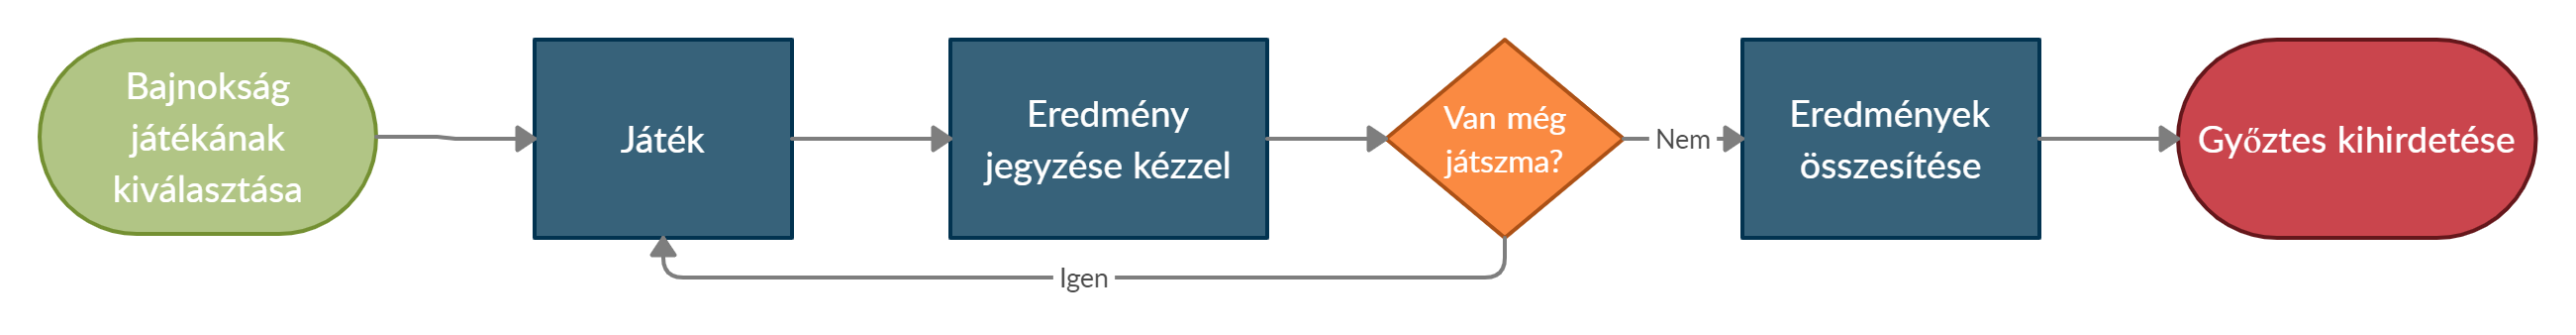 Bajnokság
játékának
kiválasztása
Játék
Eredmény
jegyzése kézzel
Van még
játszma?
Nem
Eredmények
összesítése
Győztes kihirdetése
Igen